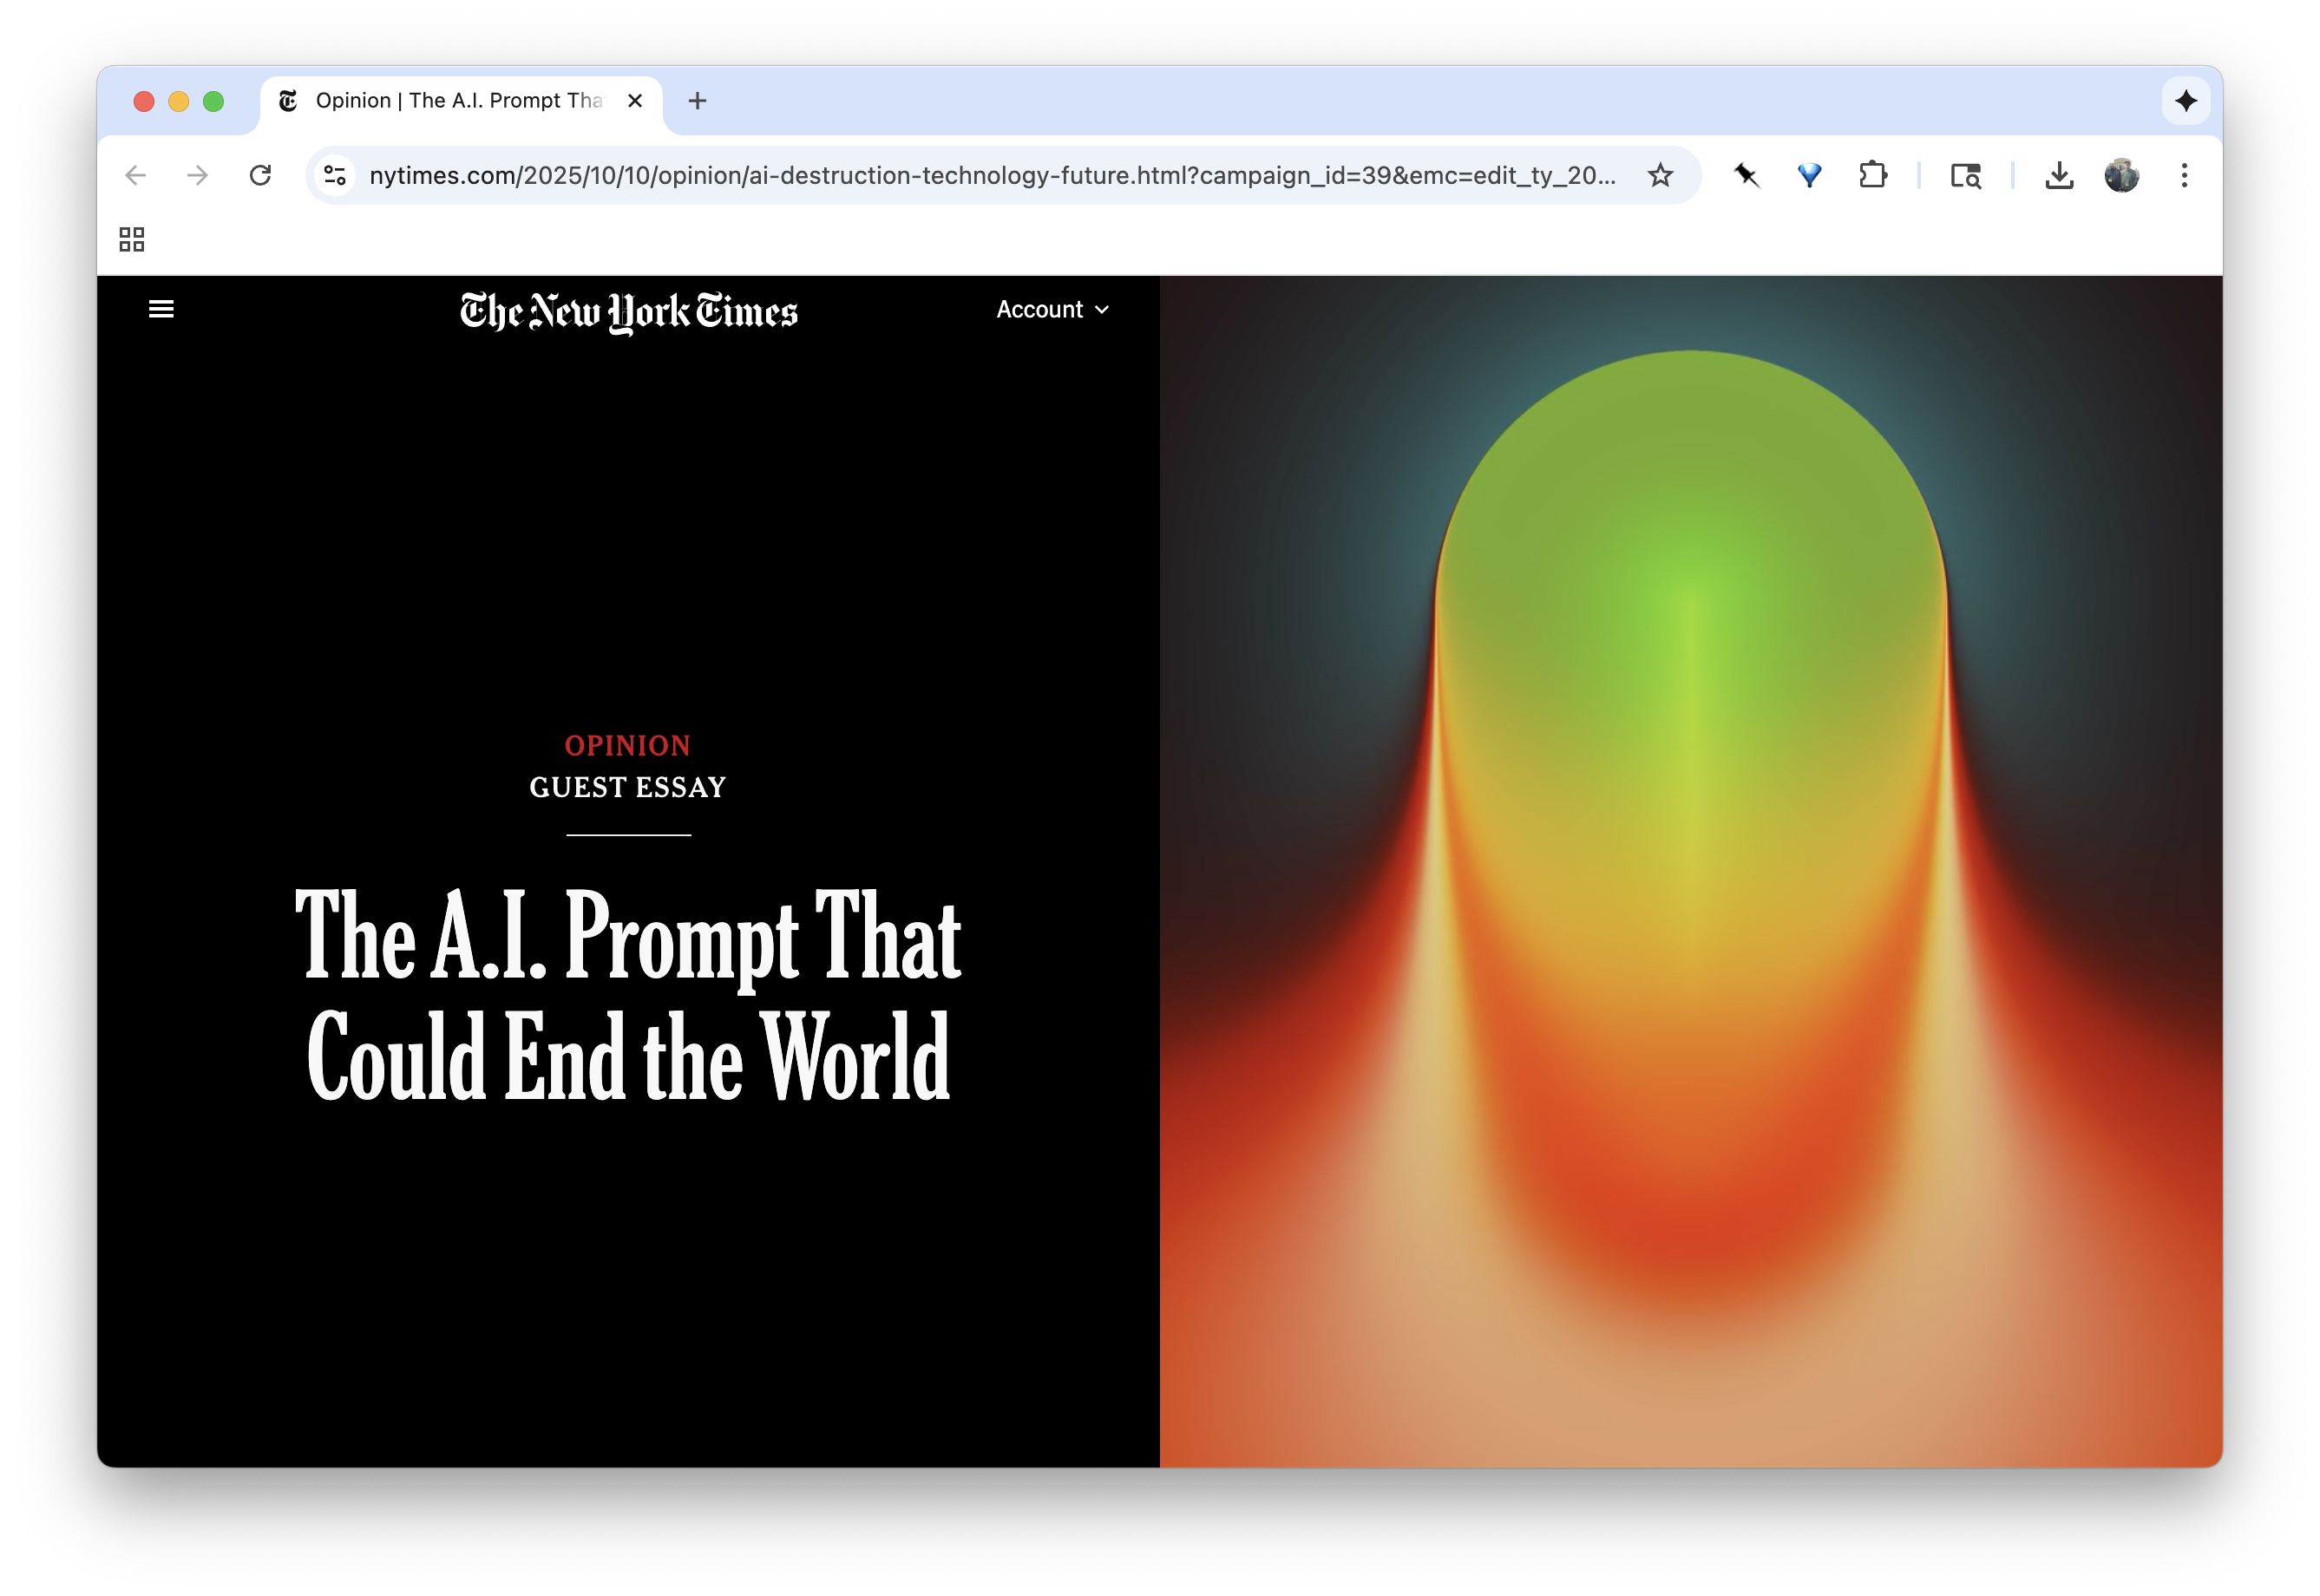 Opinion | The A.I. Prompt Tha
nytimes.com/2025/10/10/opinion/ai-destruction-technology-future.html?campaign_id=39&emc=edit_ty_20...
The New York Times
Account
OPINION
GUEST ESSAY
The A.I. Prompt That
Could End the World